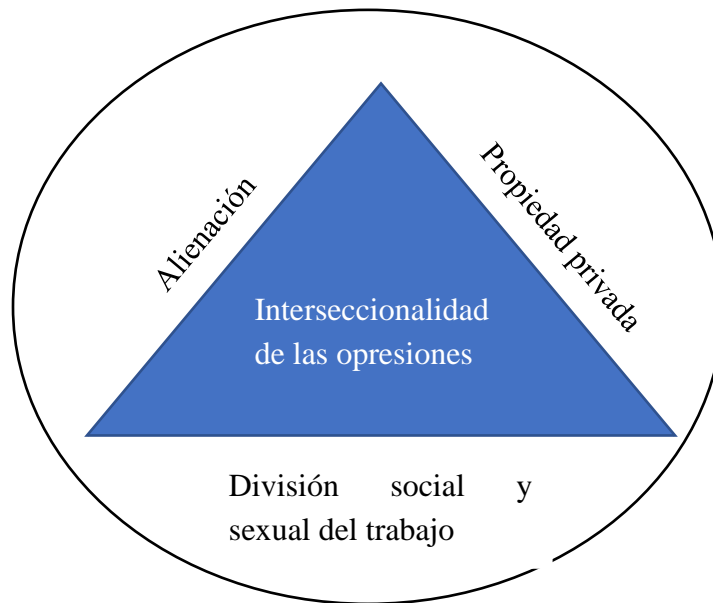 Alienación
Propiedad privada
Interseccionalidad
de las opresiones
División social y
sexual del trabajo